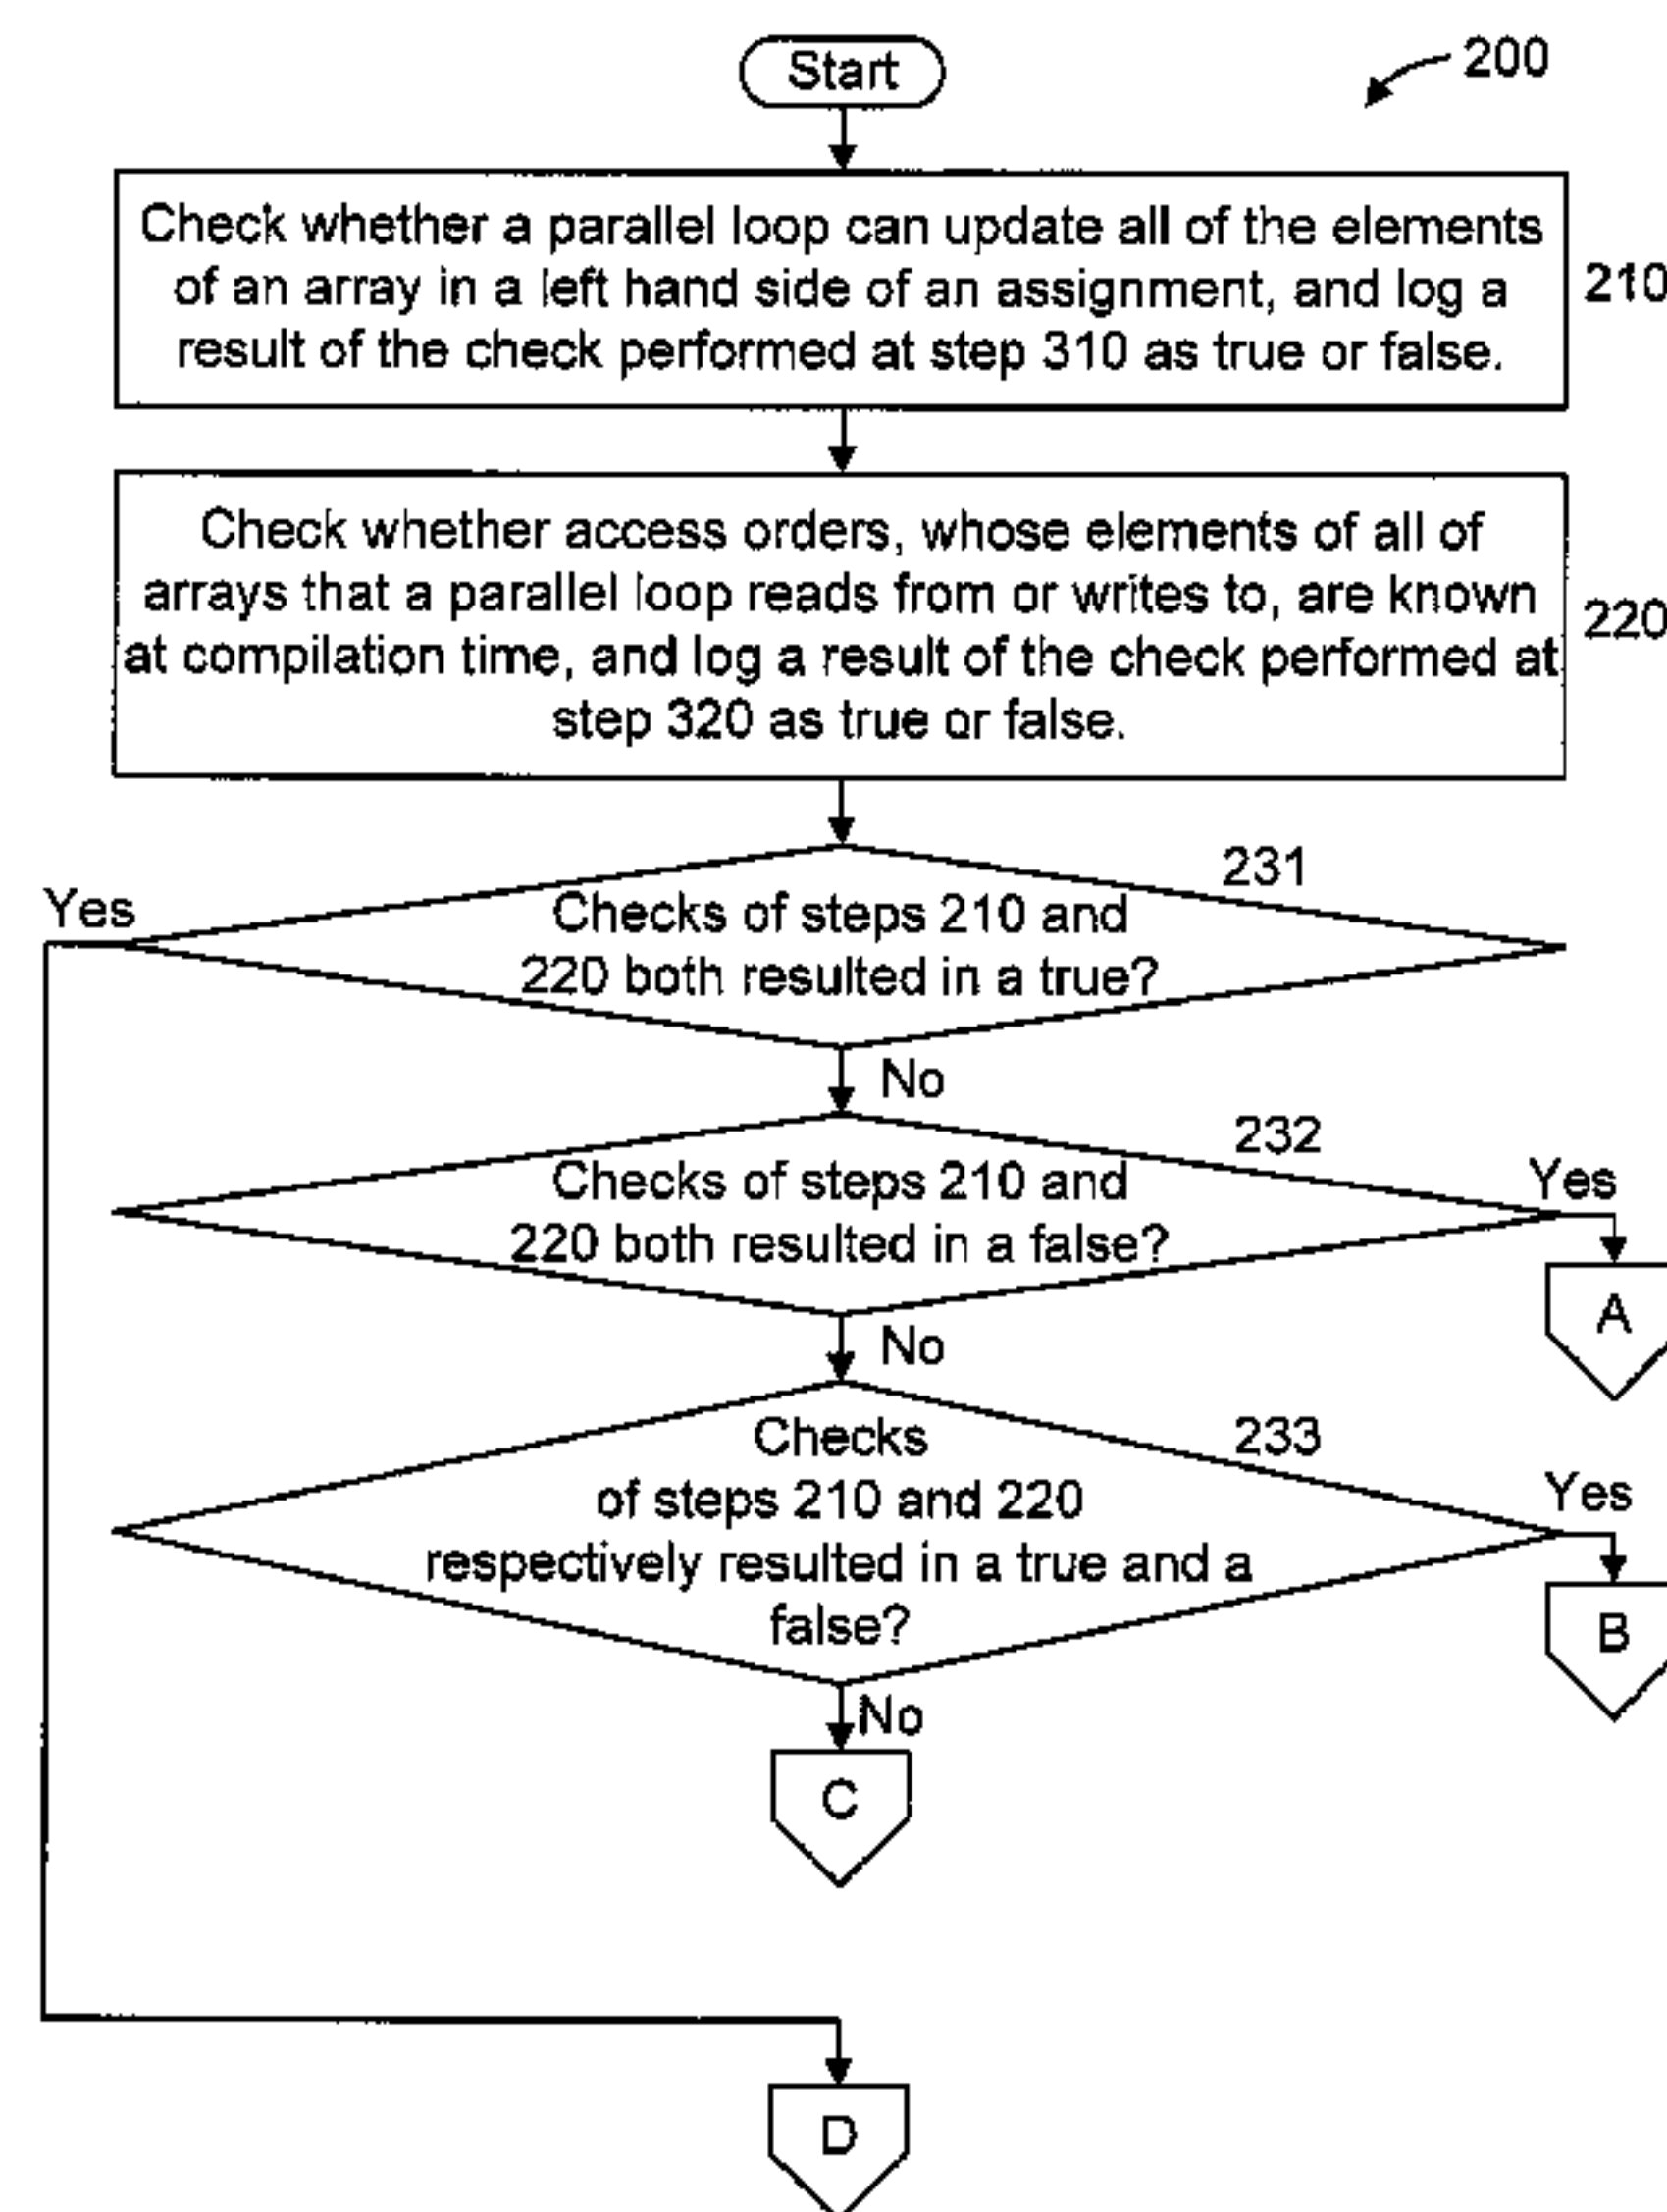 Start
200
Check whether a parallel loop can update all of the elements
of an array in a left hand side of an assignment, and log a
result of the check performed at step 310 as true or false.
210
Check whether access orders, whose elements of all of
arrays that a parallel loop reads from or writes to, are known
at compilation time, and log a result of the check performed at
step 320 as true or false.
220
231
Yes
Checks of steps 210 and
220 both resulted in a true?
No
232
Yes
Checks of steps 210 and
220 both resulted in a false?
A
No
233
Yes
Checks
of steps 210 and 220
respectively resulted in a true and a
false?
B
No
C
D